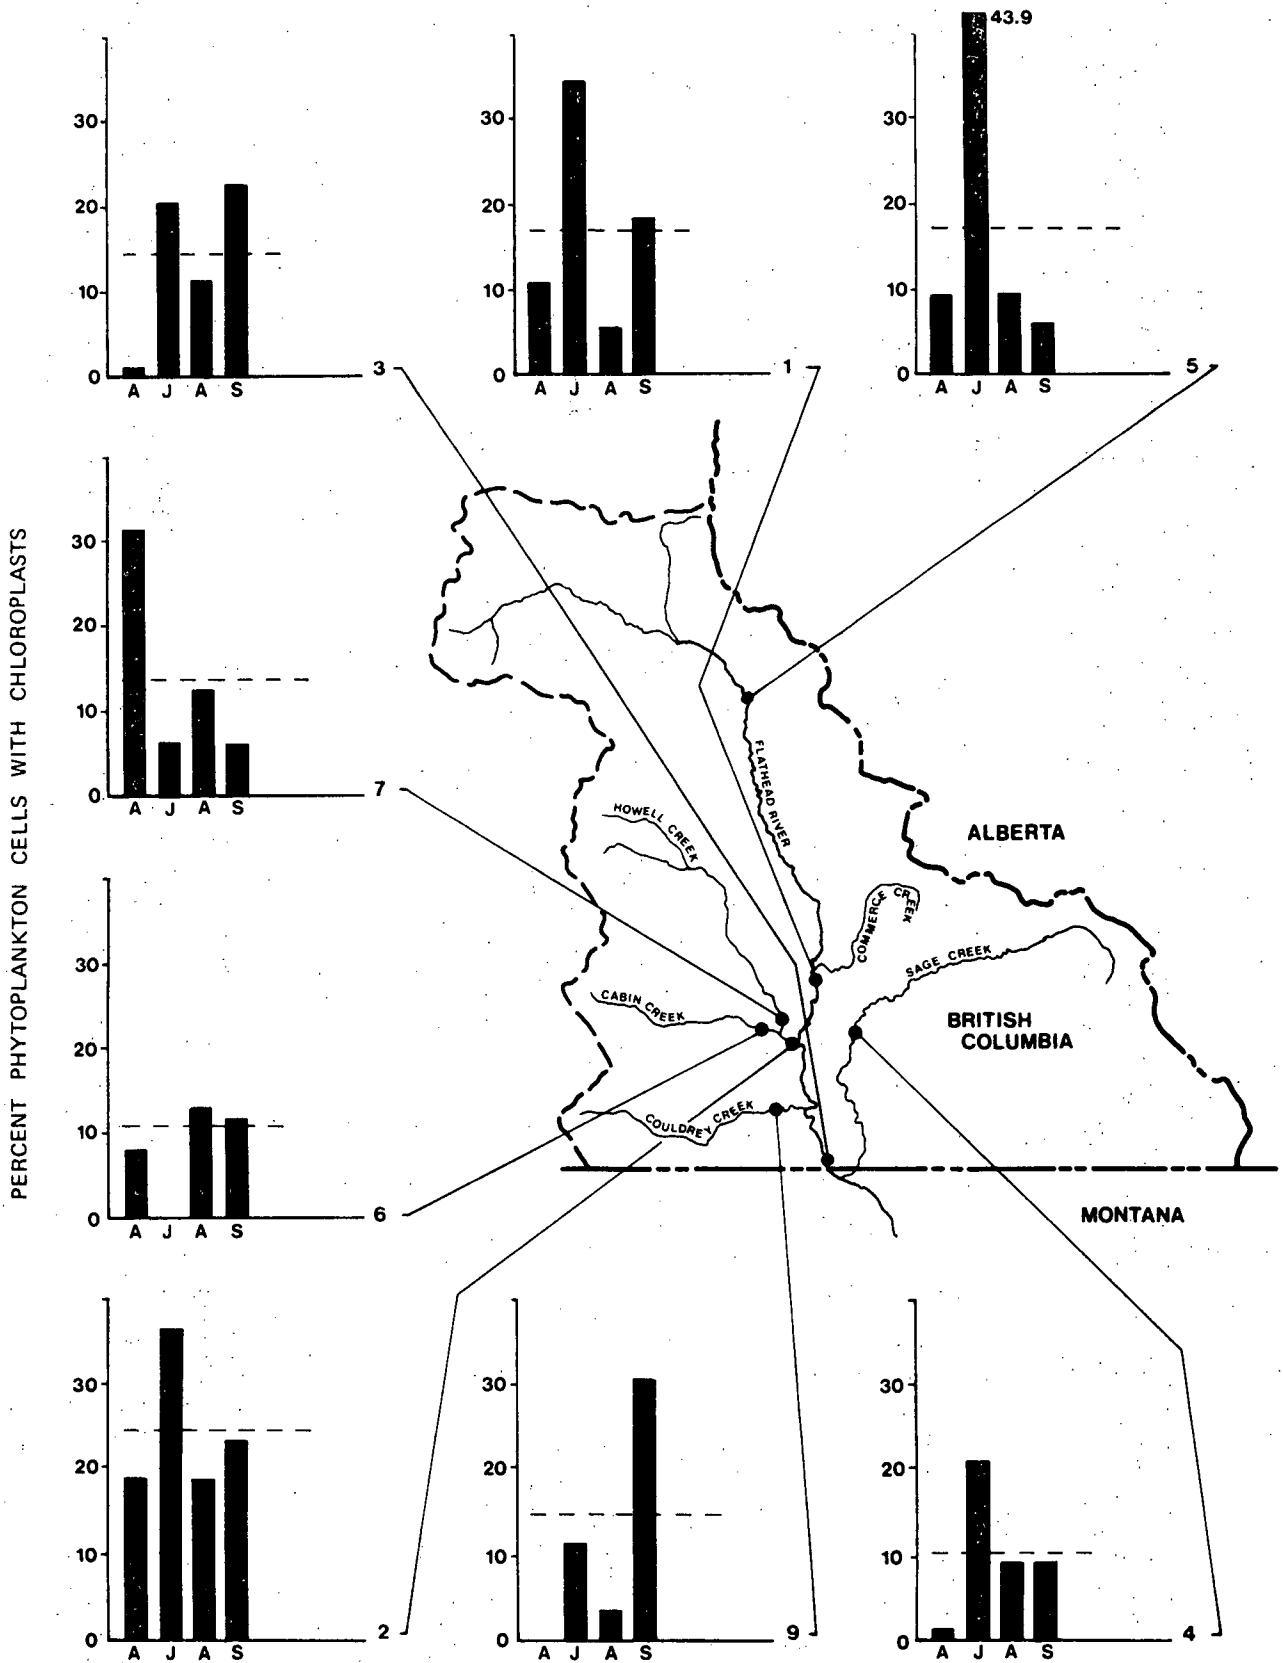 43.9
30
20
10
0
A J A S
3
30
20
10
0
A J A S
1
30
20
10
0
A J A S
5
PERCENT PHYTOPLANKTON CELLS WITH CHLOROPLASTS
30
20
10
0
A J A S
7
FLATHEAD RIVER
HOWELL CREEK
ALBERTA
COMMERCE CREEK
SAGE CREEK
CABIN CREEK
BRITISH
COLUMBIA
COULDREY CREEK
MONTANA
30
20
10
0
A J A S
6
30
20
10
0
A J A S
2
30
20
10
0
A J A S
9
30
20
10
0
A J A S
4